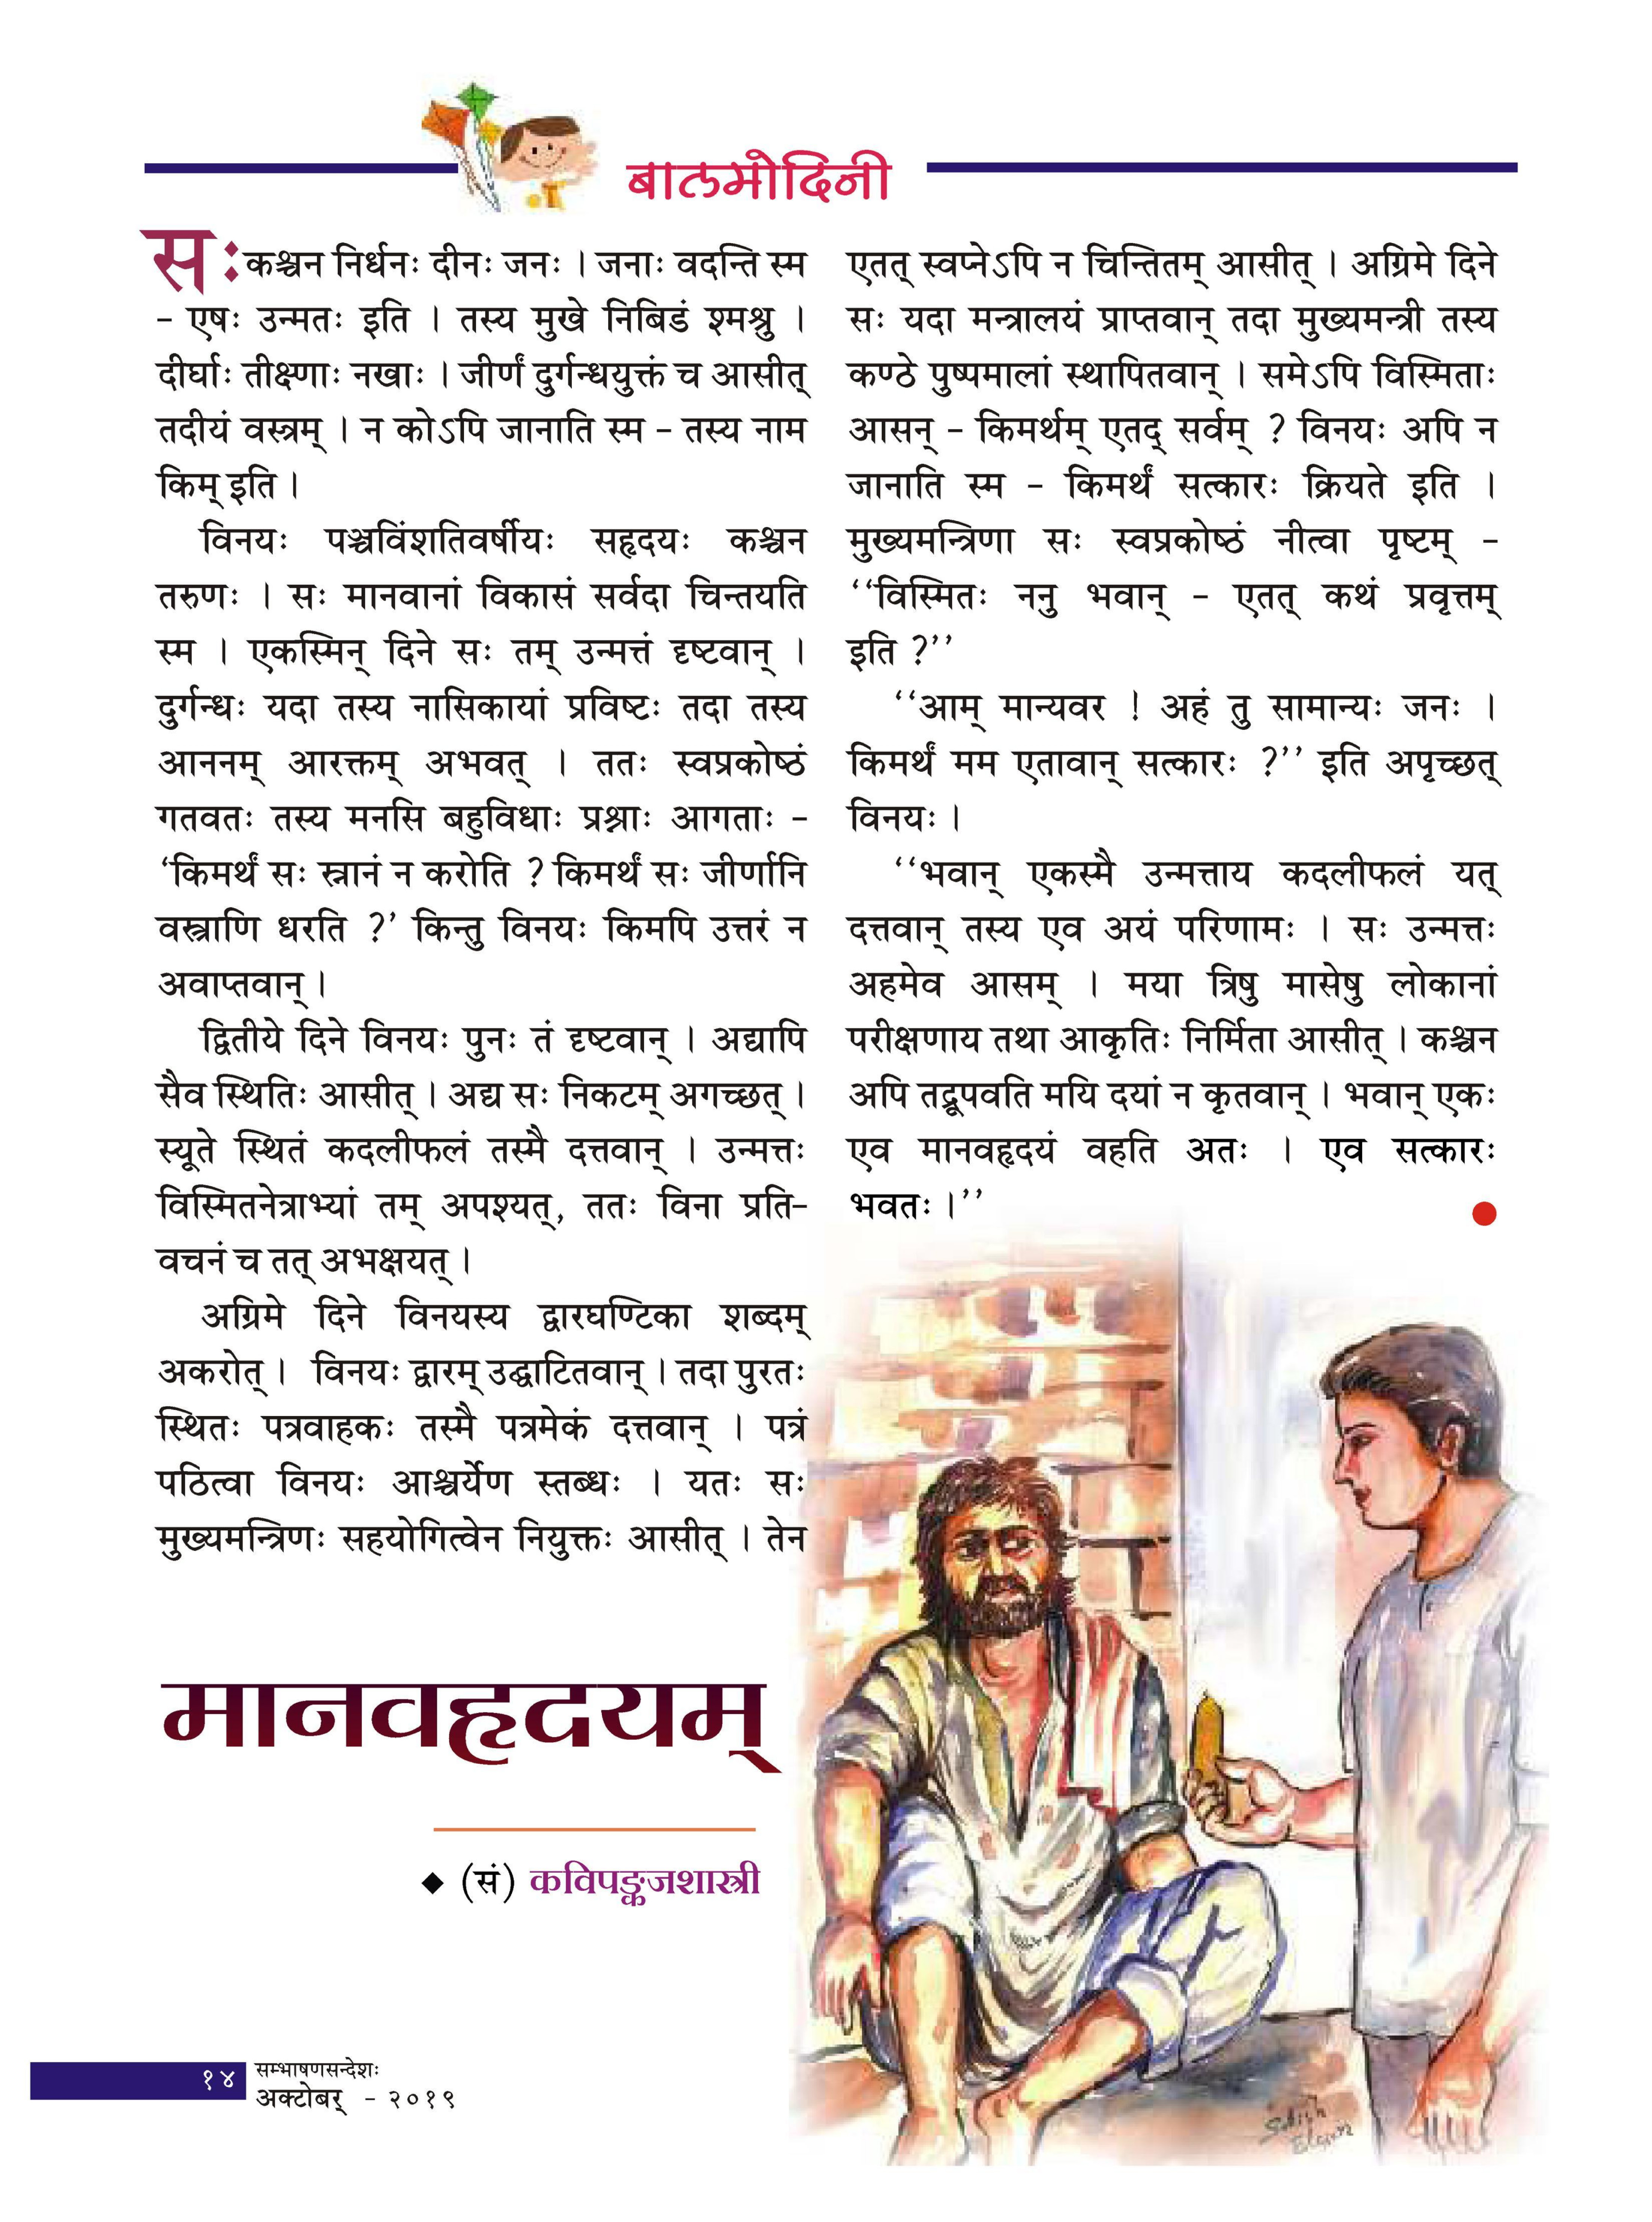 बालमोदिनी
सः कश्चन निर्धनः दीनः जनः । जनाः वदन्ति स्म
– एषः उन्मतः इति । तस्य मुखे निबिडं श्मश्रु ।
दीर्घाः तीक्ष्णाः नखाः । जीर्णं दुर्गन्धयुक्तं च आसीत्
तदीयं वस्त्रम् । न कोऽपि जानाति स्म – तस्य नाम
किम् इति ।
विनयः पञ्चविंशतिवर्षीयः सहृदयः कश्चन
तरुणः । सः मानवानां विकासं सर्वदा चिन्तयति
स्म । एकस्मिन् दिने सः तम् उन्मत्तं दृष्टवान् ।
दुर्गन्धः यदा तस्य नासिकायां प्रविष्टः तदा तस्य
आननम् आरक्तम् अभवत् । ततः स्वप्रकोष्ठं
गतवतः तस्य मनसि बहुविधाः प्रश्नाः आगताः –
‘किमर्थं सः स्नानं न करोति ? किमर्थं सः जीर्णानि
वस्त्राणि धरति ?’ किन्तु विनयः किमपि उत्तरं न
अवाप्तवान् ।
द्वितीये दिने विनयः पुनः तं दृष्टवान् । अद्यापि
सैव स्थितिः आसीत् । अद्य सः निकटम् अगच्छत् ।
स्यूते स्थितं कदलीफलं तस्मै दत्तवान् । उन्मत्तः
विस्मितनेत्राभ्यां तम् अपश्यत्, ततः विना प्रति–
वचनं च तत् अभक्षयत् ।
अग्रिमे दिने विनयस्य द्वारघण्टिका शब्दम्
अकरोत् । विनयः द्वारम् उद्घाटितवान् । तदा पुरतः
स्थितः पत्रवाहकः तस्मै पत्रमेकं दत्तवान् । पत्रं
पठित्वा विनयः आश्चर्येण स्तब्धः । यतः सः
मुख्यमन्त्रिणः सहयोगित्वेन नियुक्तः आसीत् । तेन
एतत् स्वप्नेऽपि न चिन्तितम् आसीत् । अग्रिमे दिने
सः यदा मन्त्रालयं प्राप्तवान् तदा मुख्यमन्त्री तस्य
कण्ठे पुष्पमालां स्थापितवान् । समेऽपि विस्मिताः
आसन् – किमर्थम् एतद् सर्वम् ? विनयः अपि न
जानाति स्म – किमर्थं सत्कारः क्रियते इति ।
मुख्यमन्त्रिणा सः स्वप्रकोष्ठं नीत्वा पृष्टम् –
‘‘विस्मितः ननु भवान् – एतत् कथं प्रवृत्तम्
इति ?’’
‘‘आम् मान्यवर ! अहं तु सामान्यः जनः ।
किमर्थं मम एतावान् सत्कारः ?’’ इति अपृच्छत्
विनयः ।
‘‘भवान् एकस्मै उन्मत्ताय कदलीफलं यत्
दत्तवान् तस्य एव अयं परिणामः । सः उन्मत्तः
अहमेव आसम् । मया त्रिषु मासेषु लोकानां
परीक्षणाय तथा आकृतिः निर्मिता आसीत् । कश्चन
अपि तद्रूपवति मयि दयां न कृतवान् । भवान् एकः
एव मानवहृदयं वहति अतः । एव सत्कारः
भवतः ।’’
मानवहृदयम्
◆ (सं) कविपङ्कजशास्त्री
१४ सम्भाषणसन्देशः
अक्टोबर् - २०१९